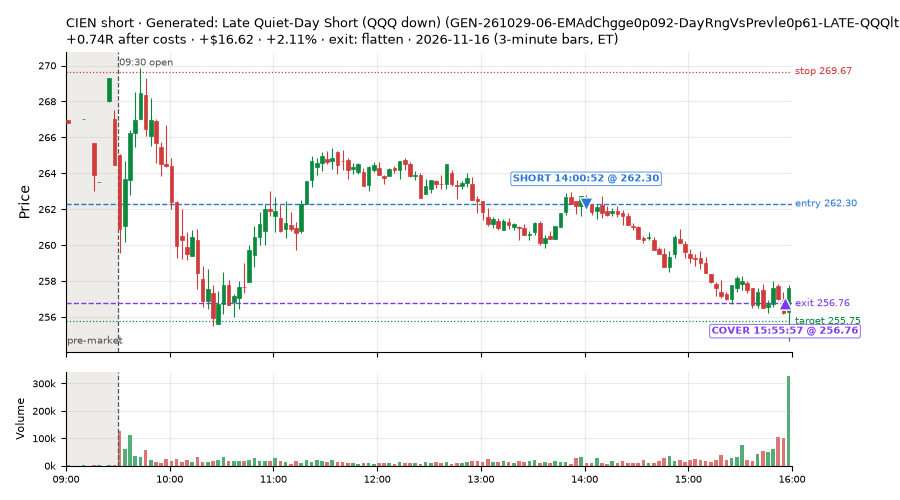 CIEN short · Generated: Late Quiet-Day Short (QQQ down) (GEN-261029-06-EMAdChgge0p092-DayRngVsPrevle0p61-LATE-QQQlt
+0.74R after costs · +$16.62 · +2.11% · exit: flatten · 2026-11-16 (3-minute bars, ET)
09:30 open
270
stop 269.67
268
266
264
SHORT 14:00:52 @ 262.30
262
entry 262.30
260
258
exit 256.76
256
target 255.75
COVER 15:55:57 @ 256.76
pre-market
Price
300k
200k
100k
0k
Volume
09:00
10:00
11:00
12:00
13:00
14:00
15:00
16:00